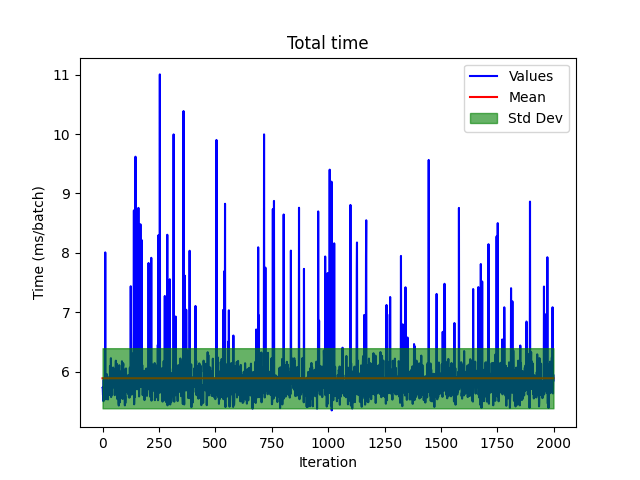 Total time
Values
Mean
Std Dev
Time (ms/batch)
11
10
9
8
7
6
0
250
500
750
1000
1250
1500
1750
2000
Iteration